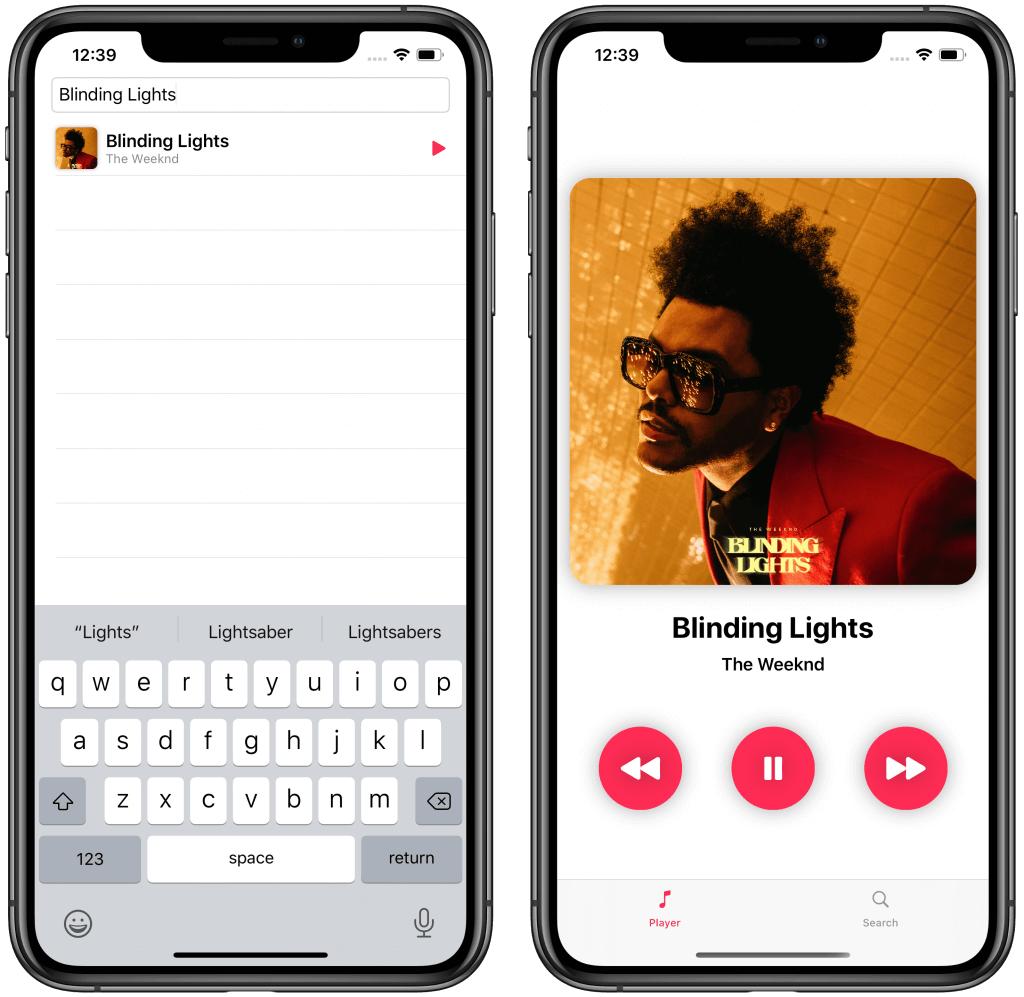 12:39
Blinding Lights
Blinding Lights
The Weeknd
“Lights”
Lightsaber
Lightsabers
q w e r t y u i o p
a s d f g h j k l
z x c v b n m
123
space
return
12:39
THE WEEKND
BLINDING
LIGHTS
Blinding Lights
The Weeknd
Player
Search